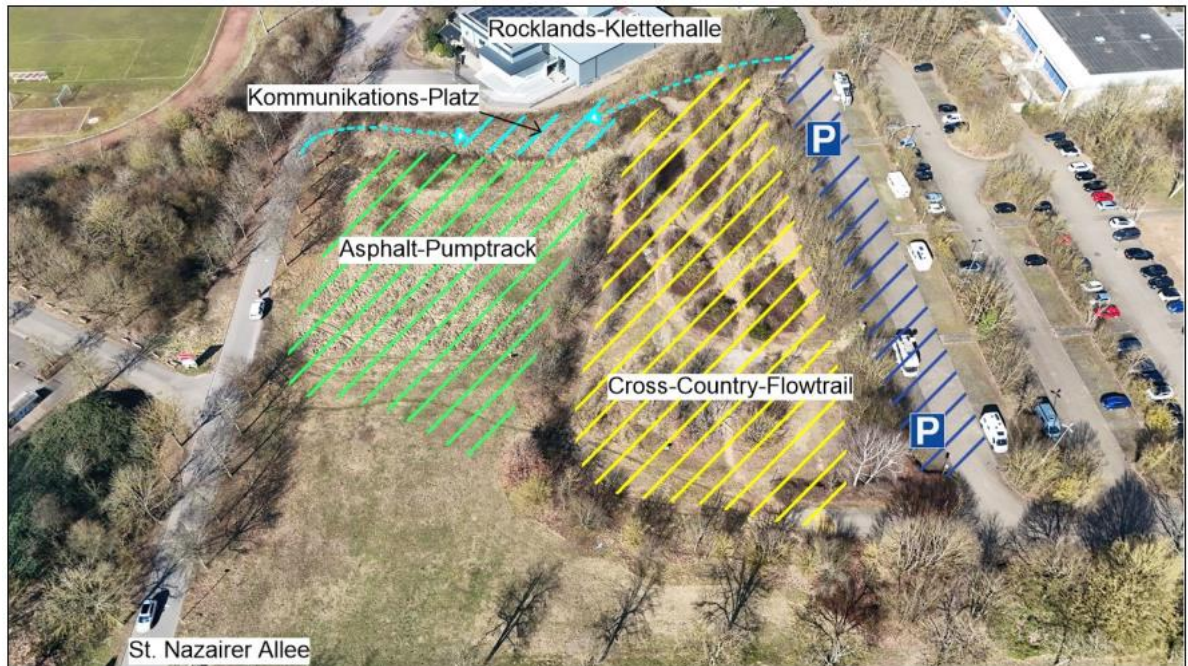 Rocklands-Kletterhalle
Kommunikations-Platz
P
Asphalt-Pumptrack
Cross-Country-Flowtrail
P
St. Nazairer Allee